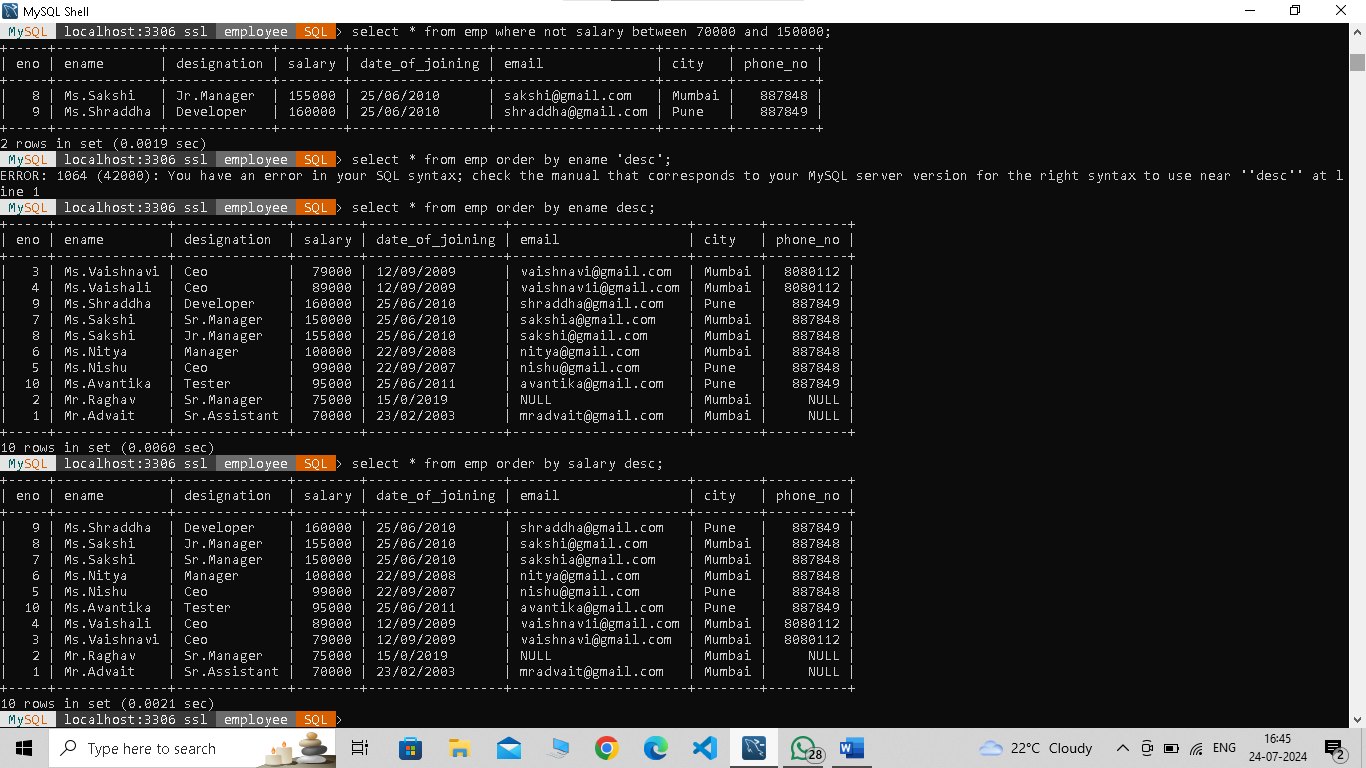 MySQL Shell
MySQL localhost:3306 ssl employee SQL > select * from emp where not salary between 70000 and 150000;
+-----+--------------+-------------+--------+-----------------+--------------------+--------+----------+
| eno | ename | designation | salary | date_of_joining | email | city | phone_no |
+-----+--------------+-------------+--------+-----------------+--------------------+--------+----------+
| 8 | Ms.Sakshi | Jr.Manager | 155000 | 25/06/2010 | sakshi@gmail.com | Mumbai | 887848 |
| 9 | Ms.Shraddha | Developer | 160000 | 25/06/2010 | shraddha@gmail.com | Pune | 887849 |
+-----+--------------+-------------+--------+-----------------+--------------------+--------+----------+
2 rows in set (0.0019 sec)
MySQL localhost:3306 ssl employee SQL > select * from emp order by ename 'desc';
ERROR: 1064 (42000): You have an error in your SQL syntax; check the manual that corresponds to your MySQL server version for the right syntax to use near ''desc'' at l
ine 1
MySQL localhost:3306 ssl employee SQL > select * from emp order by ename desc;
+-----+--------------+--------------+--------+-----------------+----------------------+--------+----------+
| eno | ename | designation | salary | date_of_joining | email | city | phone_no |
+-----+--------------+--------------+--------+-----------------+----------------------+--------+----------+
| 3 | Ms.Vaishnavi | Ceo | 79000 | 12/09/2009 | vaishnavi@gmail.com | Mumbai | 8080112 |
| 4 | Ms.Vaishali | Ceo | 89000 | 12/09/2009 | vaishnav1i@gmail.com | Mumbai | 8080112 |
| 9 | Ms.Shraddha | Developer | 160000 | 25/06/2010 | shraddha@gmail.com | Pune | 887849 |
| 7 | Ms.Sakshi | Sr.Manager | 150000 | 25/06/2010 | sakshia@gmail.com | Mumbai | 887848 |
| 8 | Ms.Sakshi | Jr.Manager | 155000 | 25/06/2010 | sakshi@gmail.com | Mumbai | 887848 |
| 6 | Ms.Nitya | Manager | 100000 | 22/09/2008 | nitya@gmail.com | Mumbai | 887848 |
| 5 | Ms.Nishu | Ceo | 99000 | 22/09/2007 | nishu@gmail.com | Pune | 887848 |
| 10 | Ms.Avantika | Tester | 95000 | 25/06/2011 | avantika@gmail.com | Pune | 887849 |
| 2 | Mr.Raghav | Sr.Manager | 75000 | 15/0/2019 | NULL | Mumbai | NULL |
| 1 | Mr.Advait | Sr.Assistant | 70000 | 23/02/2003 | mradvait@gmail.com | Mumbai | NULL |
+-----+--------------+--------------+--------+-----------------+----------------------+--------+----------+
10 rows in set (0.0060 sec)
MySQL localhost:3306 ssl employee SQL > select * from emp order by salary desc;
+-----+--------------+--------------+--------+-----------------+----------------------+--------+----------+
| eno | ename | designation | salary | date_of_joining | email | city | phone_no |
+-----+--------------+--------------+--------+-----------------+----------------------+--------+----------+
| 9 | Ms.Shraddha | Developer | 160000 | 25/06/2010 | shraddha@gmail.com | Pune | 887849 |
| 8 | Ms.Sakshi | Jr.Manager | 155000 | 25/06/2010 | sakshi@gmail.com | Mumbai | 887848 |
| 7 | Ms.Sakshi | Sr.Manager | 150000 | 25/06/2010 | sakshia@gmail.com | Mumbai | 887848 |
| 6 | Ms.Nitya | Manager | 100000 | 22/09/2008 | nitya@gmail.com | Mumbai | 887848 |
| 5 | Ms.Nishu | Ceo | 99000 | 22/09/2007 | nishu@gmail.com | Pune | 887848 |
| 10 | Ms.Avantika | Tester | 95000 | 25/06/2011 | avantika@gmail.com | Pune | 887849 |
| 4 | Ms.Vaishali | Ceo | 89000 | 12/09/2009 | vaishnav1i@gmail.com | Mumbai | 8080112 |
| 3 | Ms.Vaishnavi | Ceo | 79000 | 12/09/2009 | vaishnavi@gmail.com | Mumbai | 8080112 |
| 2 | Mr.Raghav | Sr.Manager | 75000 | 15/0/2019 | NULL | Mumbai | NULL |
| 1 | Mr.Advait | Sr.Assistant | 70000 | 23/02/2003 | mradvait@gmail.com | Mumbai | NULL |
+-----+--------------+--------------+--------+-----------------+----------------------+--------+----------+
10 rows in set (0.0021 sec)
MySQL localhost:3306 ssl employee SQL >
Type here to search
28
W
22°C Cloudy
ENG
16:45
24-07-2024
2